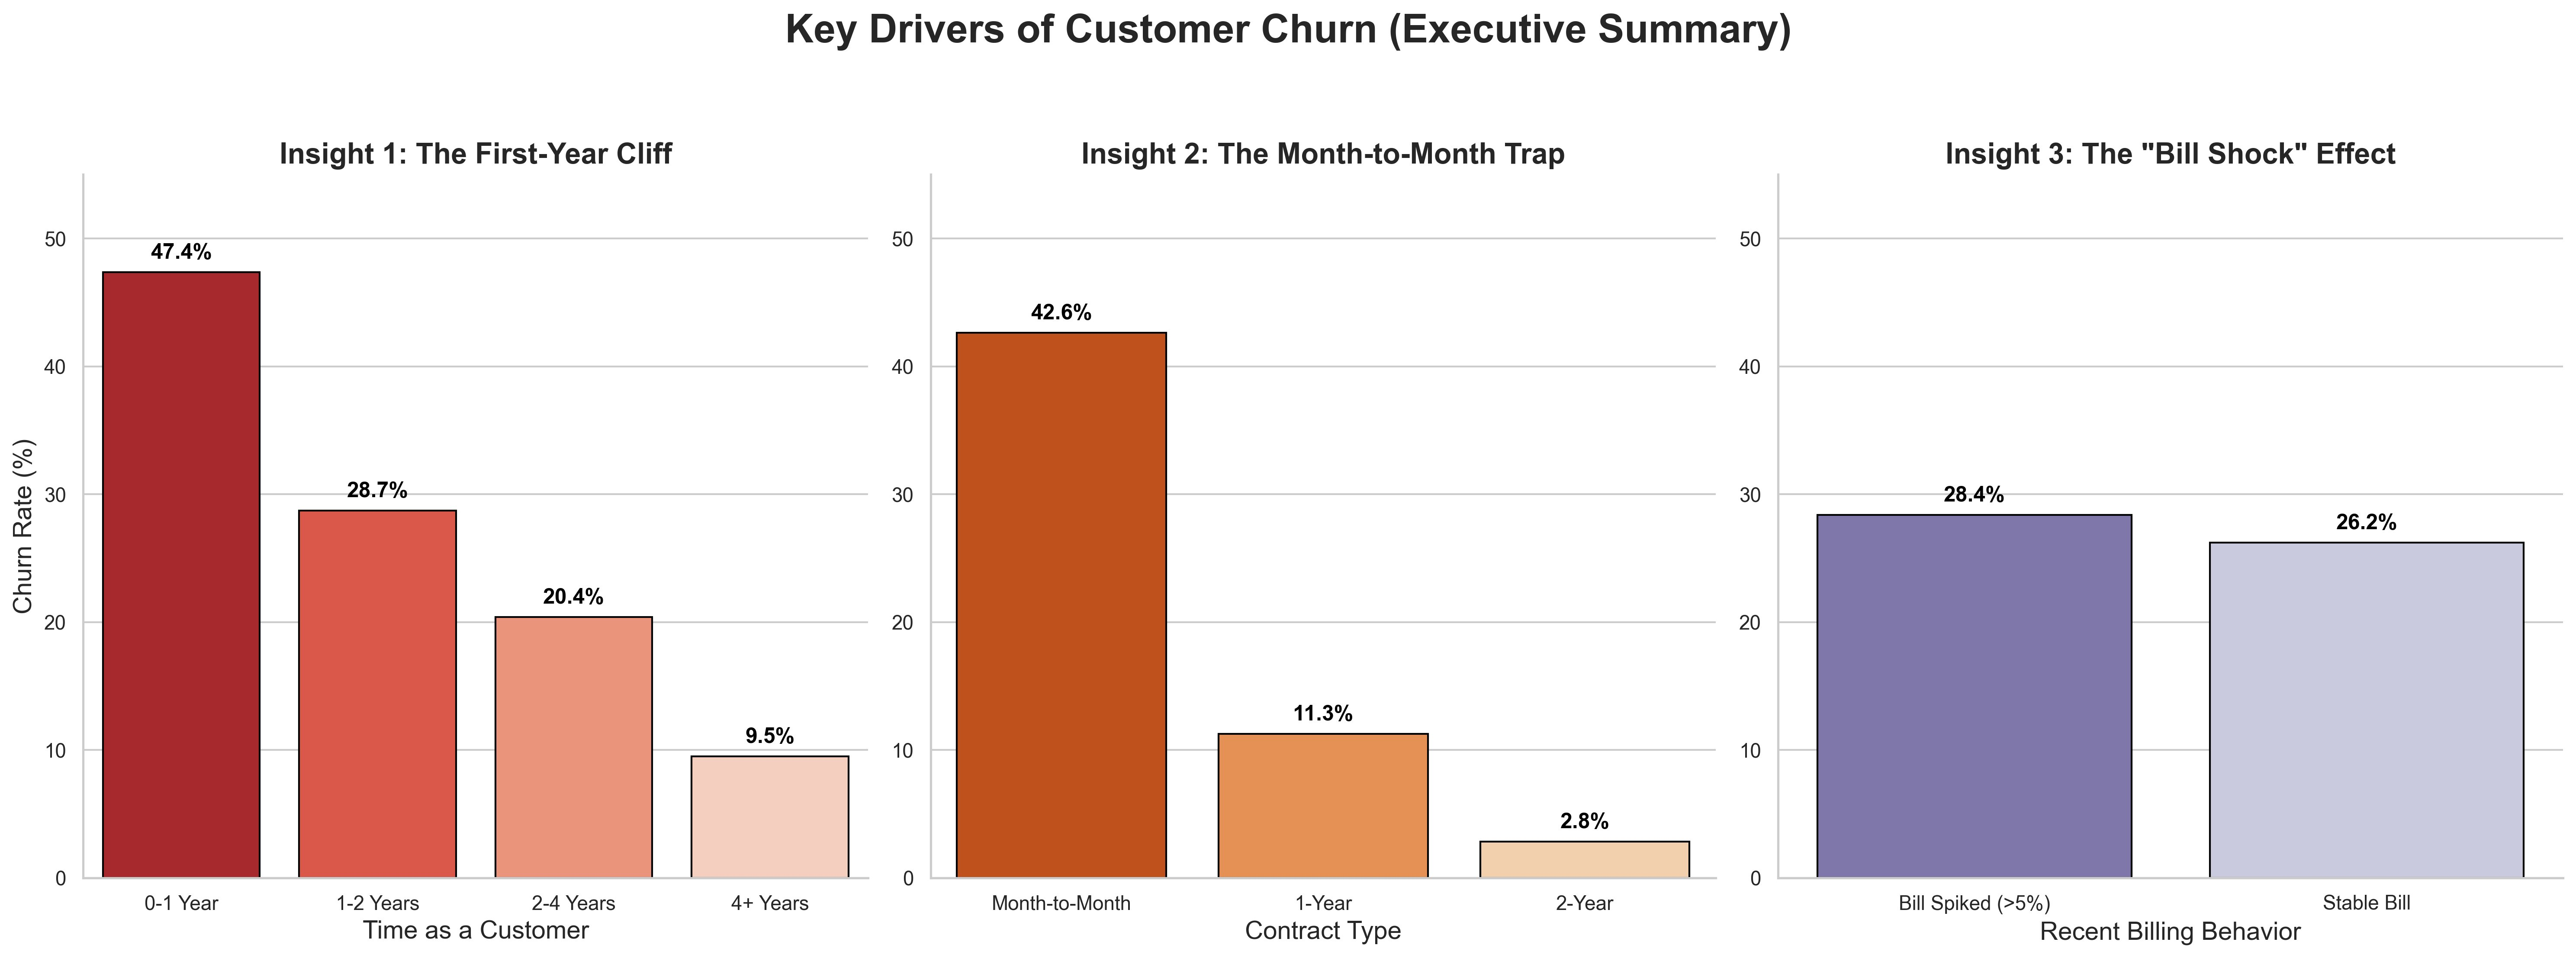 Key Drivers of Customer Churn (Executive Summary)
Insight 1: The First-Year Cliff
Churn Rate (%)
50
40
30
20
10
0
47.4%
28.7%
20.4%
9.5%
0-1 Year
1-2 Years
2-4 Years
4+ Years
Time as a Customer
Insight 2: The Month-to-Month Trap
50
40
30
20
10
0
42.6%
11.3%
2.8%
Month-to-Month
1-Year
2-Year
Contract Type
Insight 3: The "Bill Shock" Effect
50
40
30
20
10
0
28.4%
26.2%
Bill Spiked (>5%)
Stable Bill
Recent Billing Behavior